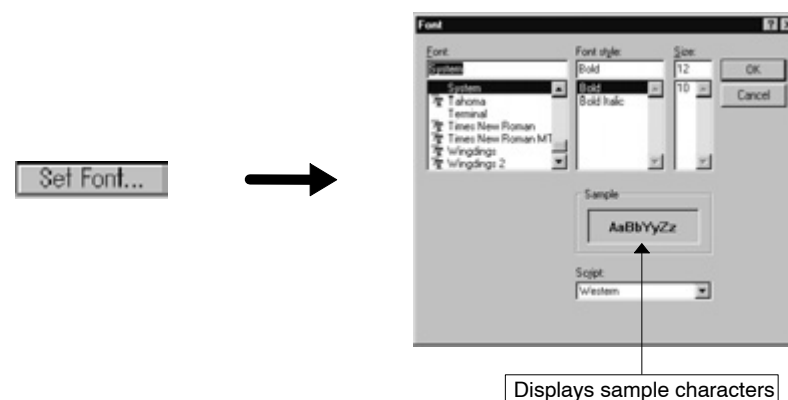 Set Font...
Font
Font:
Font style:
Size:
System
Bold
12
OK
Cancel
System
Tahoma
Terminal
Times New Roman
Times New Roman MT
Wingdings
Wingdings 2
Bold
Bold Italic
10
Sample
AaBbYyZz
Script:
Western
Displays sample characters